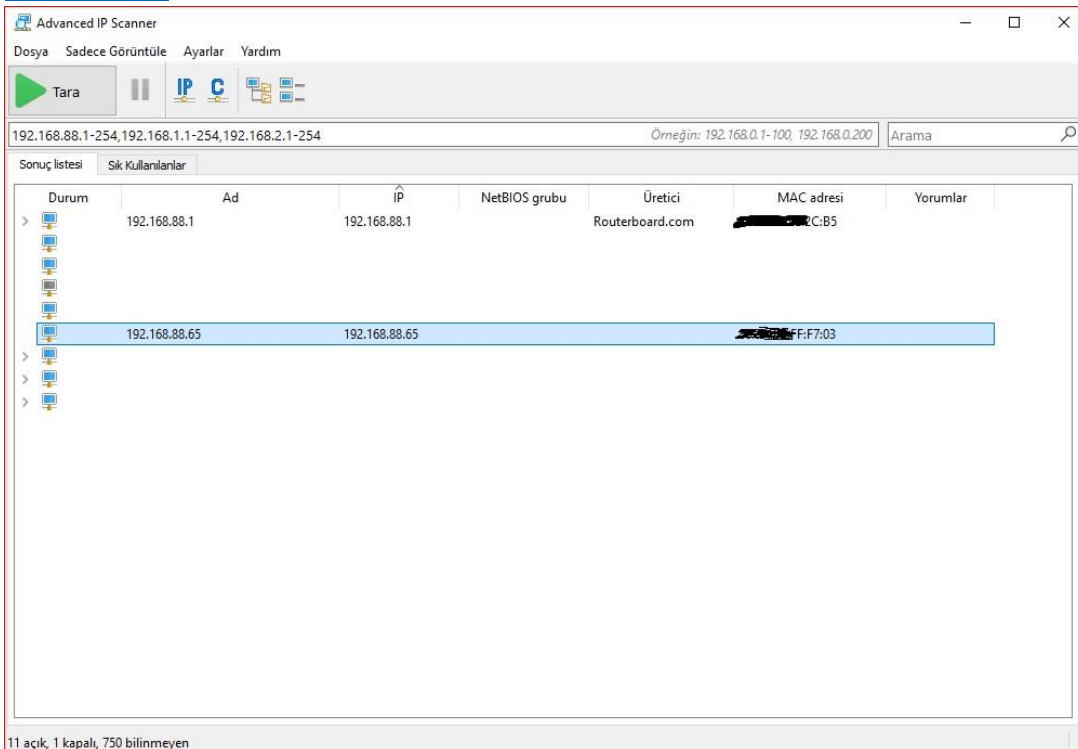 Advanced IP Scanner
Dosya Sadece Görüntüle Ayarlar Yardım
Tara IP C
192.168.88.1-254,192.168.1.1-254,192.168.2.1-254 Örneğin: 192.168.0.1-100, 192.168.0.200 Arama
Sonuç listesi Sık Kullanılanlar
Durum Ad IP NetBIOS grubu Üretici MAC adresi Yorumlar
192.168.88.1 192.168.88.1 Routerboard.com 2C:B5
192.168.88.65 192.168.88.65 FF:F7:03
11 açık, 1 kapalı, 750 bilinmeyen